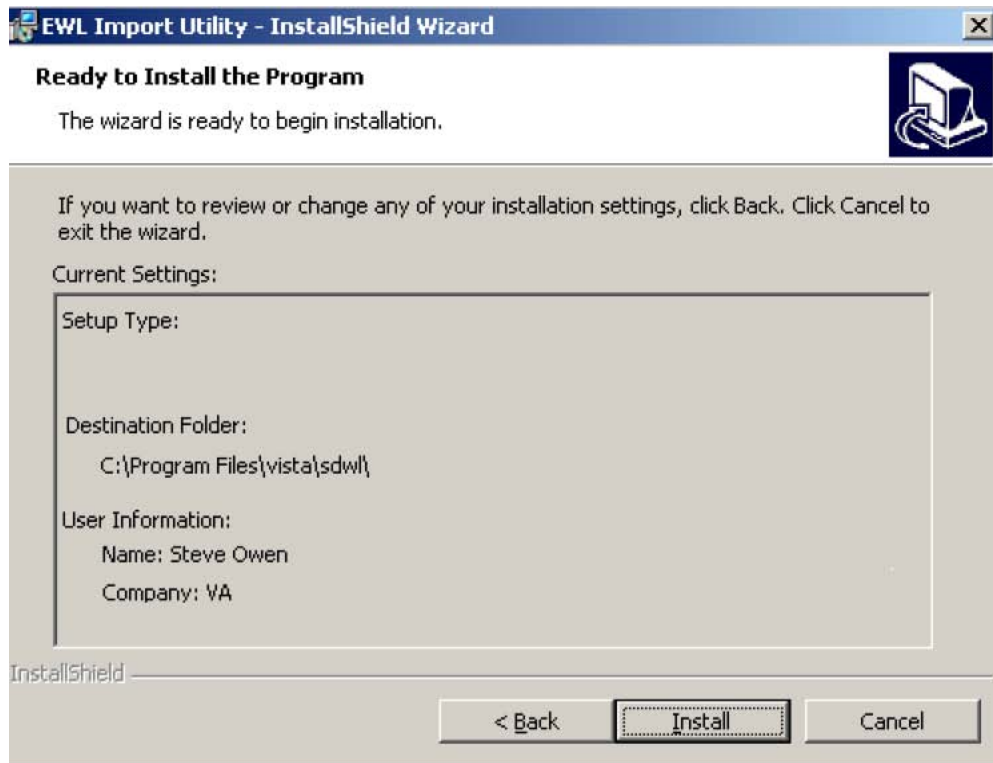 EWL Import Utility - InstallShield Wizard
Ready to Install the Program
The wizard is ready to begin installation.
If you want to review or change any of your installation settings, click Back. Click Cancel to
exit the wizard.
Current Settings:
Setup Type:
Destination Folder:
C:\Program Files\vista\sdwl\
User Information:
Name: Steve Owen
Company: VA
InstallShield
< Back
Install
Cancel